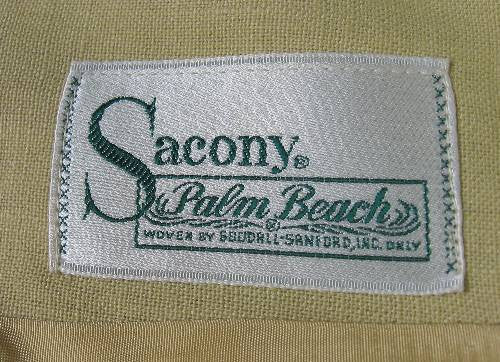 Sacony®
Palm Beach
®
WOVEN BY GOODALL-SANFORD, INC. ONLY